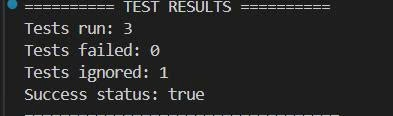 ========== TEST RESULTS ==========
Tests run: 3
Tests failed: 0
Tests ignored: 1
Success status: true
==================================